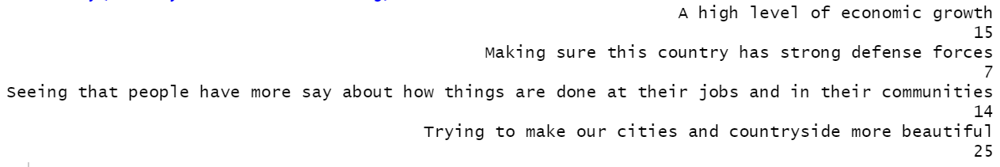 A high level of economic growth
15
Making sure this country has strong defense forces
7
Seeing that people have more say about how things are done at their jobs and in their communities
14
Trying to make our cities and countryside more beautiful
25